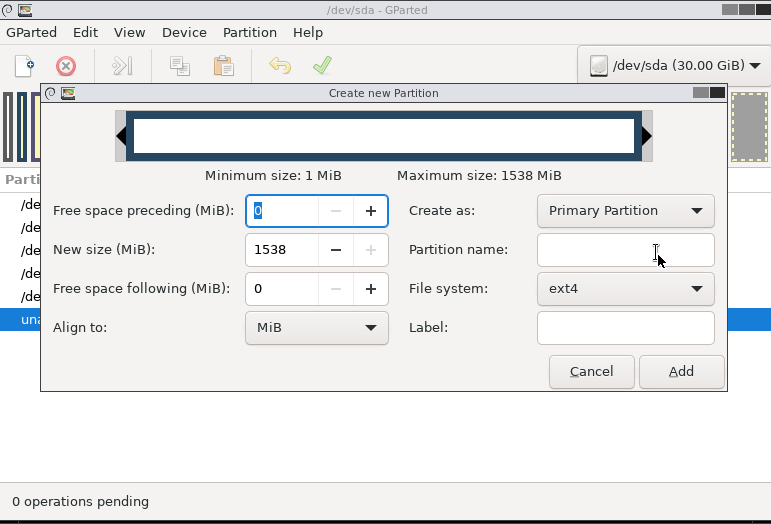 /dev/sda - GParted
GParted Edit View Device Partition Help
/dev/sda (30.00 GiB)
Create new Partition
Minimum size: 1 MiB Maximum size: 1538 MiB
Free space preceding (MiB): 0 Create as: Primary Partition
New size (MiB): 1538 Partition name:
Free space following (MiB): 0 File system: ext4
Align to: MiB Label:
Cancel Add
Parti
/de
/de
/de
/de
/de
una
0 operations pending